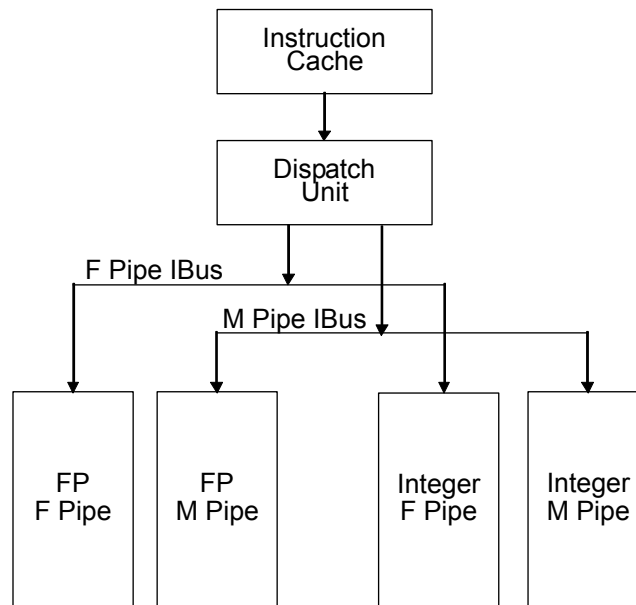 Instruction
Cache
Dispatch
Unit
F Pipe IBus
M Pipe IBus
FP
F Pipe
FP
M Pipe
Integer
F Pipe
Integer
M Pipe